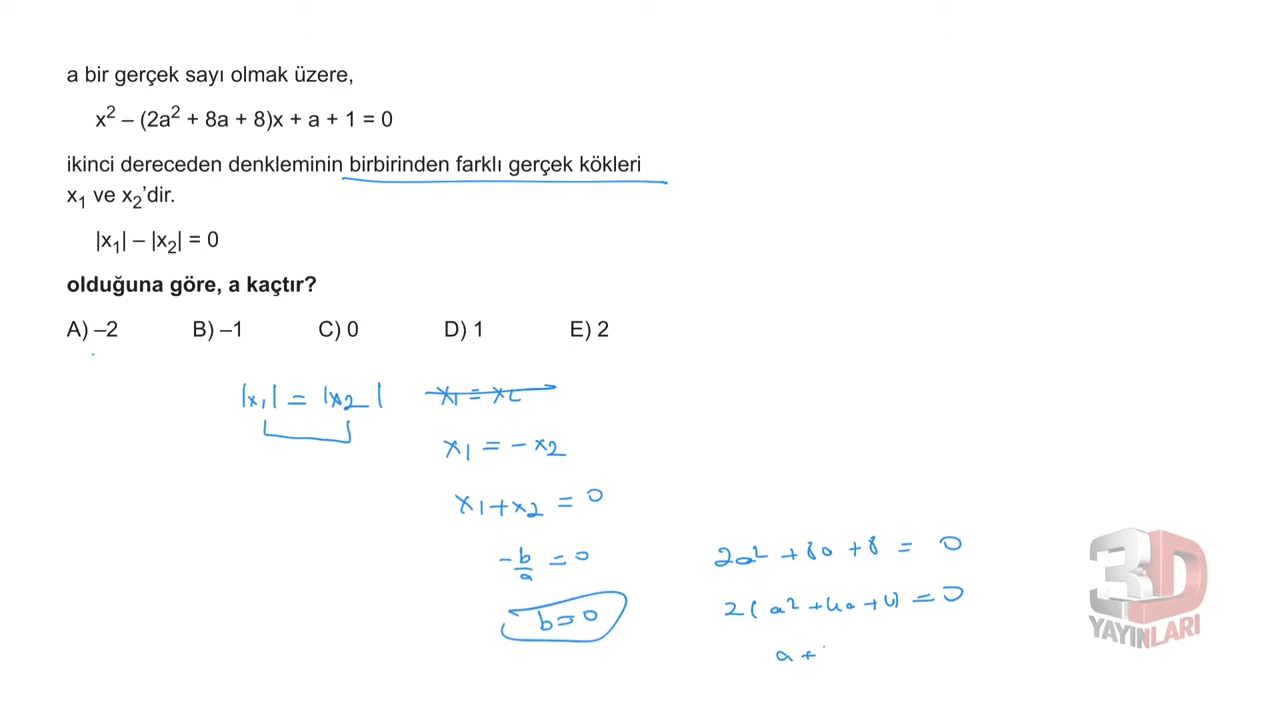 a bir gerçek sayı olmak üzere,
x² – (2a² + 8a + 8)x + a + 1 = 0
ikinci dereceden denkleminin birbirinden farklı gerçek kökleri
x₁ ve x₂'dir.
|x₁| – |x₂| = 0
olduğuna göre, a kaçtır?
A) –2 B) –1 C) 0 D) 1 E) 2
|x₁| = |x₂| x₁ = x₂
x₁ = – x₂
x₁ + x₂ = 0
–b/a = 0
b = 0
2a² + 8a + 8 = 0
2(a² + 4a + 4) = 0
a +
3D
YAYINLARI